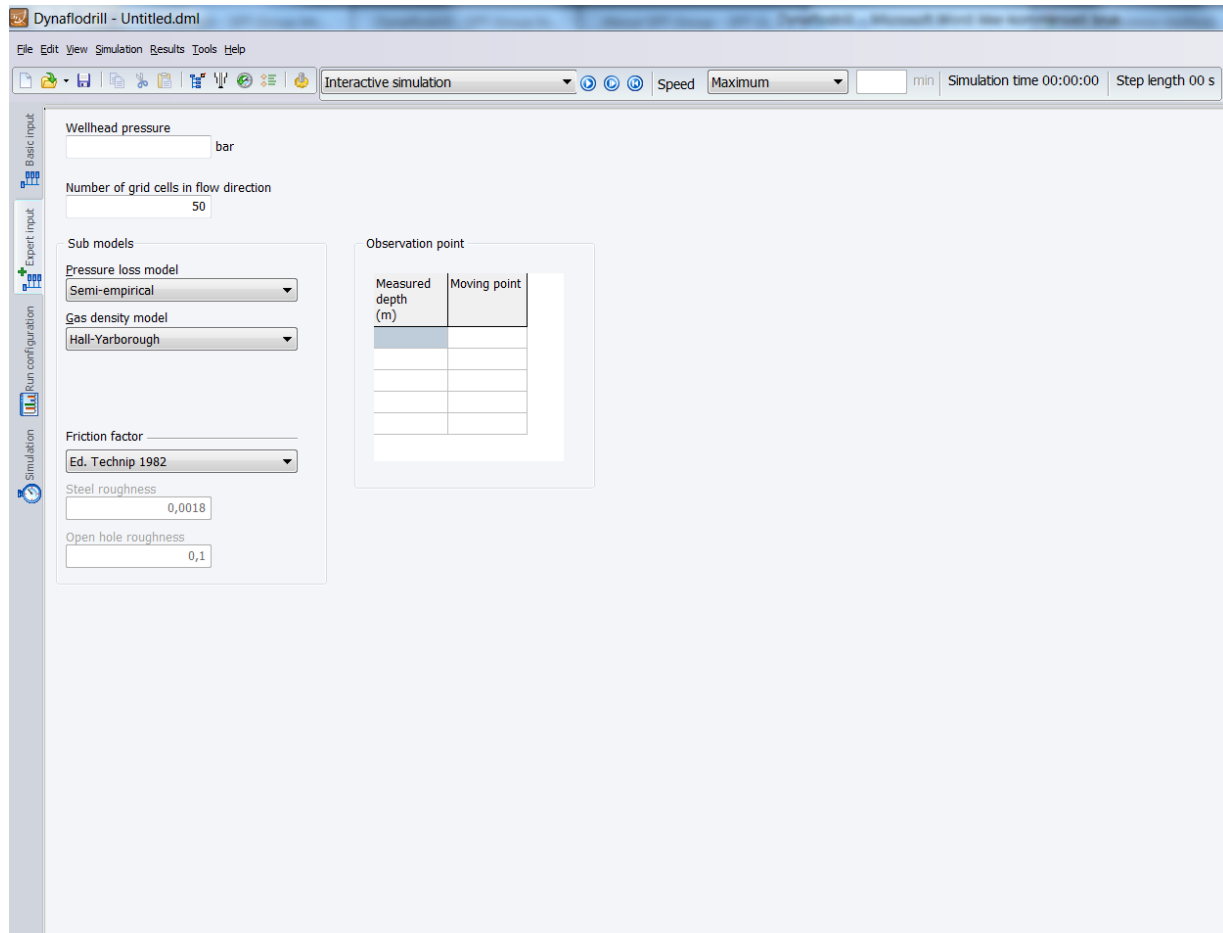 Dynaflodrill - Untitled.dml
File Edit View Simulation Results Tools Help
Interactive simulation Speed Maximum min Simulation time 00:00:00 Step length 00 s
Basic input
Expert input
Run configuration
Simulation
Wellhead pressure
bar
Number of grid cells in flow direction
50
Sub models
Pressure loss model
Semi-empirical
Gas density model
Hall-Yarborough
Friction factor
Ed. Technip 1982
Steel roughness
0,0018
Open hole roughness
0,1
Observation point
Measured Moving point
depth
(m)